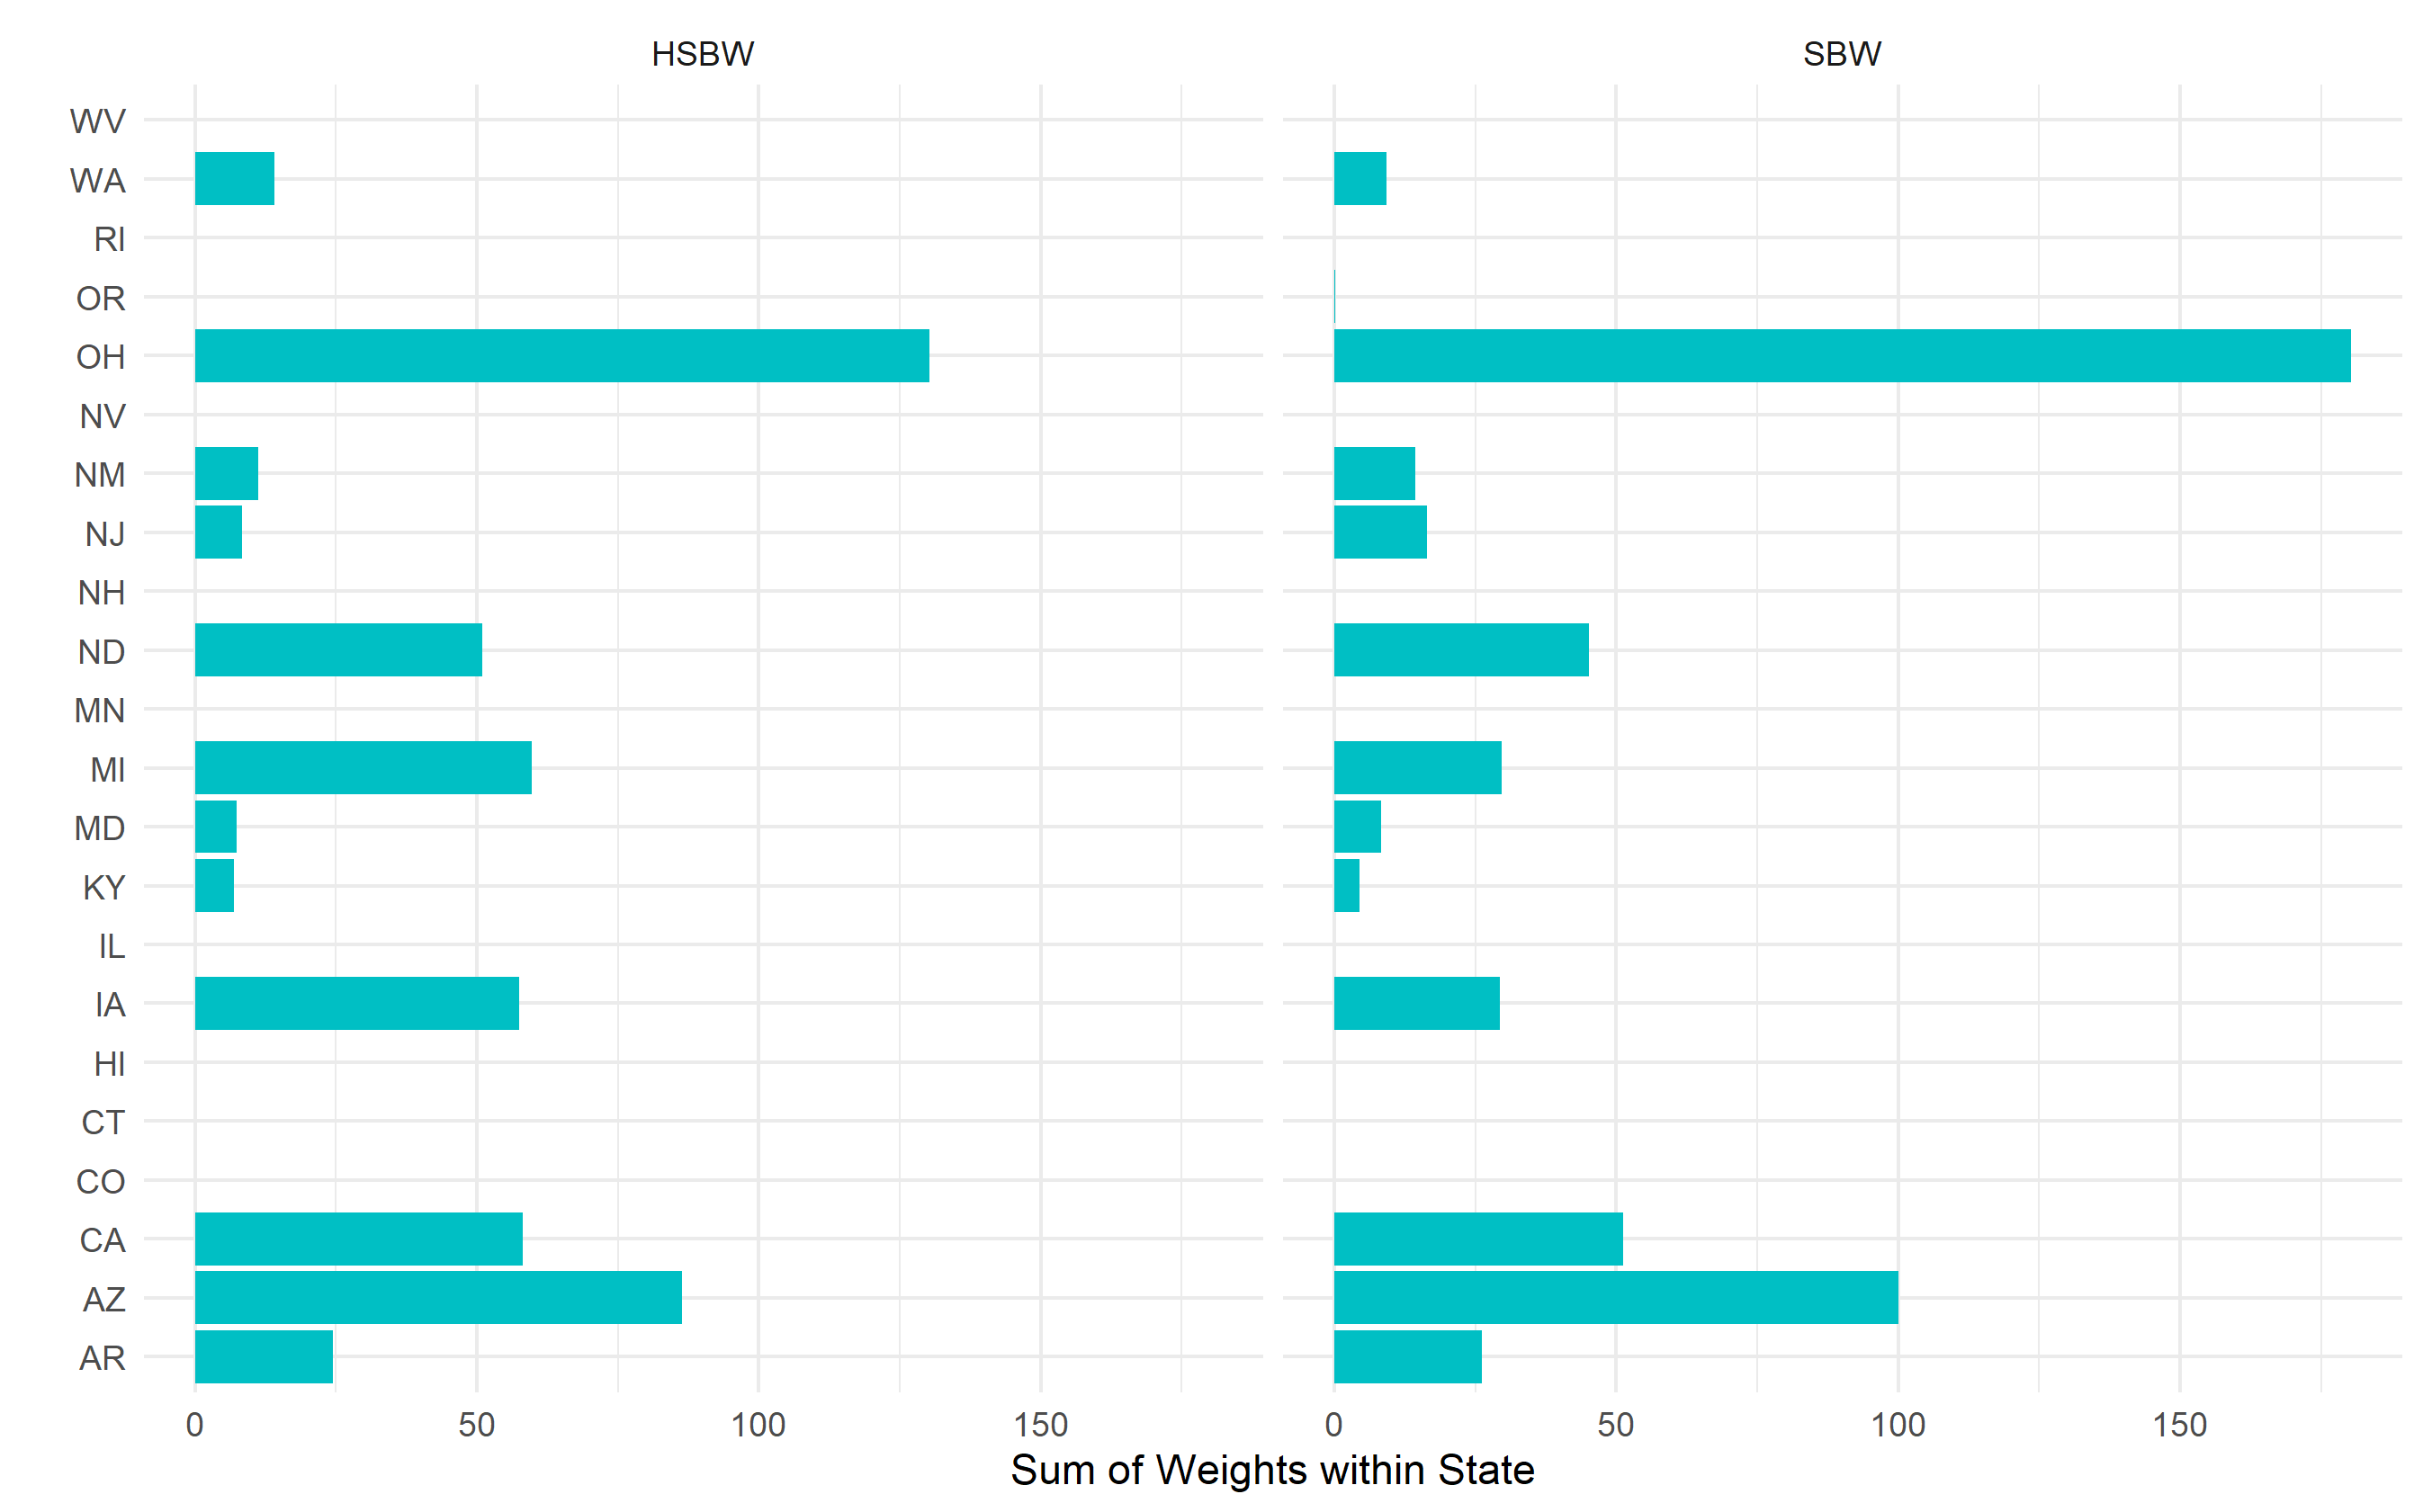 HSBW SBW
WV
WA
RI
OR
OH
NV
NM
NJ
NH
ND
MN
MI
MD
KY
IL
IA
HI
CT
CO
CA
AZ
AR
0 50 100 150 0 50 100 150
Sum of Weights within State